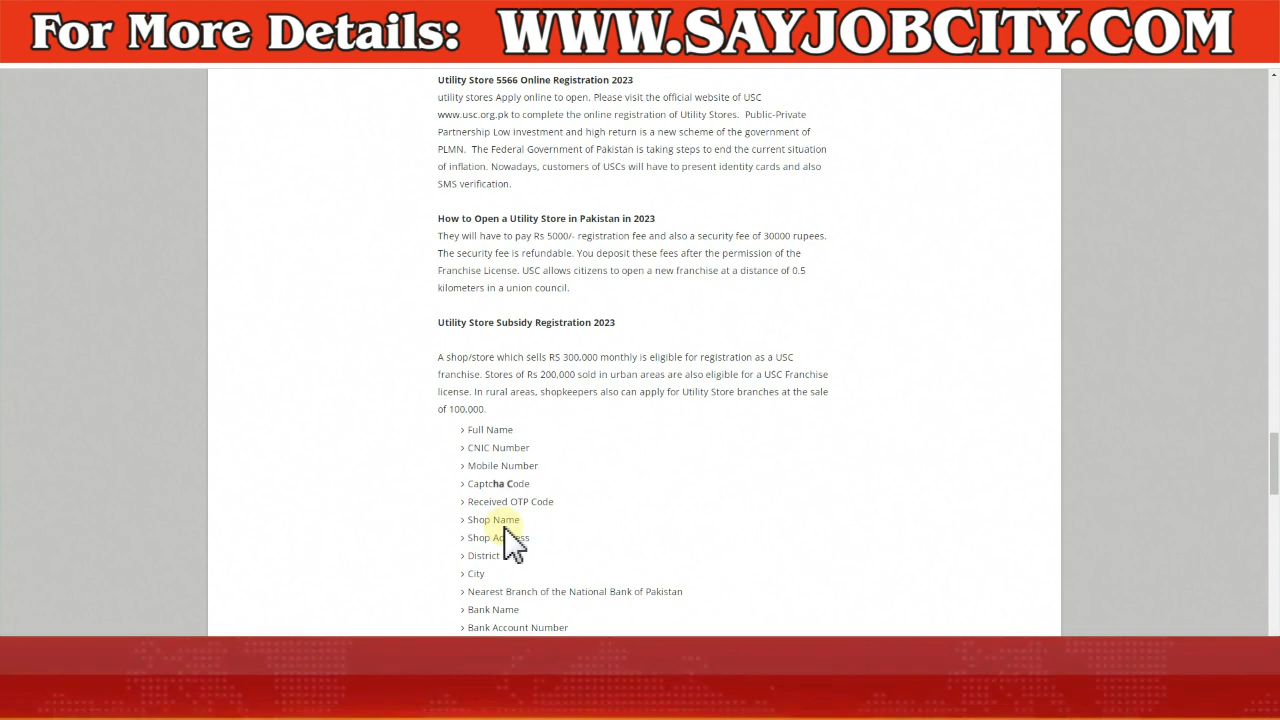 For More Details: WWW.SAYJOBCITY.COM
Utility Store 5566 Online Registration 2023
utility stores Apply online to open. Please visit the official website of USC
www.usc.org.pk to complete the online registration of Utility Stores.  Public-Private
Partnership Low investment and high return is a new scheme of the government of
PLMN.  The Federal Government of Pakistan is taking steps to end the current situation
of inflation. Nowadays, customers of USCs will have to present identity cards and also
SMS verification.
How to Open a Utility Store in Pakistan in 2023
They will have to pay Rs 5000/- registration fee and also a security fee of 30000 rupees.
The security fee is refundable. You deposit these fees after the permission of the
Franchise License. USC allows citizens to open a new franchise at a distance of 0.5
kilometers in a union council.
Utility Store Subsidy Registration 2023
A shop/store which sells RS 300,000 monthly is eligible for registration as a USC
franchise. Stores of Rs 200,000 sold in urban areas are also eligible for a USC Franchise
license. In rural areas, shopkeepers also can apply for Utility Store branches at the sale
of 100,000.
Full Name
CNIC Number
Mobile Number
Captcha Code
Received OTP Code
Shop Name
Shop Address
District
City
Nearest Branch of the National Bank of Pakistan
Bank Name
Bank Account Number